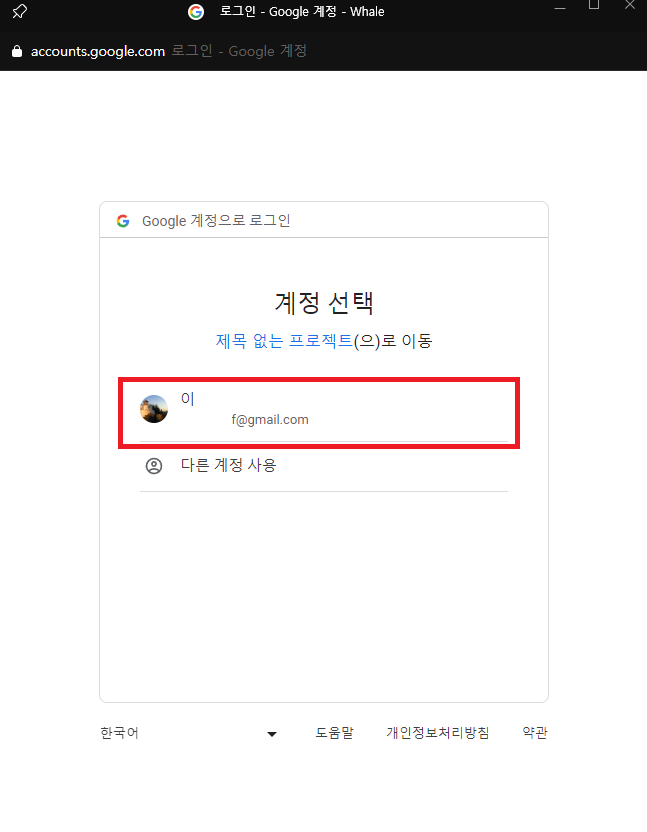 로그인 - Google 계정 - Whale
accounts.google.com 로그인 - Google 계정
Google 계정으로 로그인
계정 선택
제목 없는 프로젝트(으)로 이동
이
f@gmail.com
다른 계정 사용
한국어 도움말 개인정보처리방침 약관